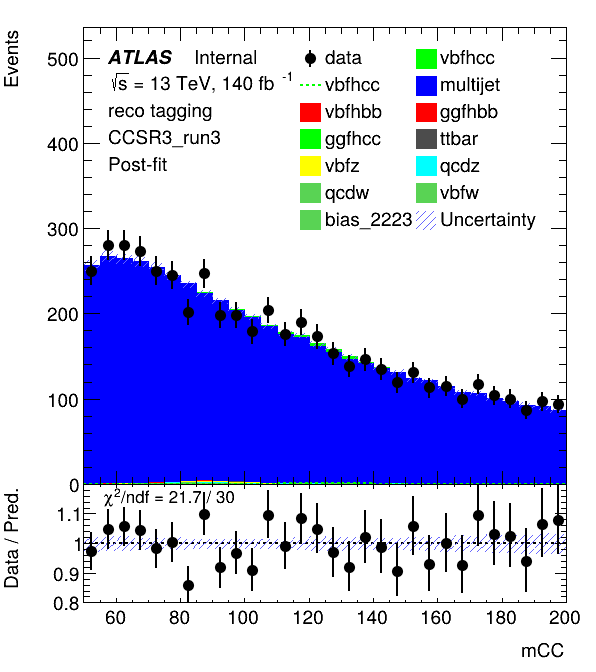 Events
500
400
300
200
100
0
ATLAS Internal
√s = 13 TeV, 140 fb -1
reco tagging
CCSR3_run3
Post-fit
data
vbfhcc
vbfhcc
multijet
vbfhbb
ggfhbb
ggfhcc
ttbar
vbfz
qcdz
qcdw
vbfw
bias_2223
Uncertainty
Data / Pred.
χ2/ndf = 21.7 / 30
1.1
1
0.9
0.8
60 80 100 120 140 160 180 200
mCC